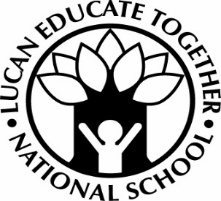 LUCAN EDUCATE TOGETHER
• NATIONAL SCHOOL •